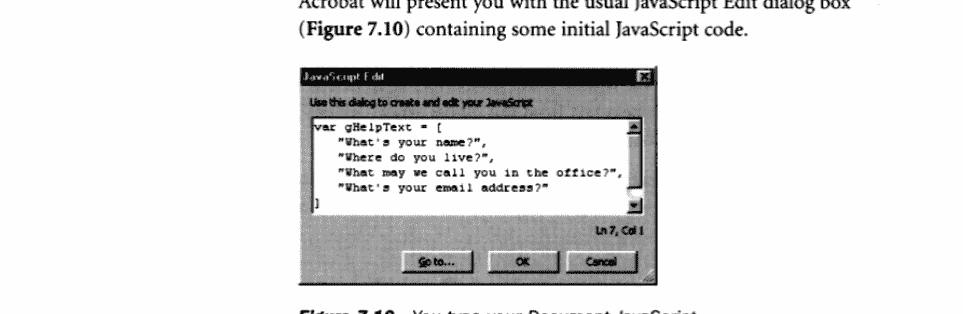 Acrobat will present you with the usual JavaScript Edit dialog box
(Figure 7.10) containing some initial JavaScript code.
JavaScript Edit
Use this dialog to create and edit your JavaScript
var gHelpText = [
"What's your name?",
"Where do you live?",
"What may we call you in the office?",
"What's your email address?"
]
Ln 7, Col 1
Go to...
OK
Cancel
Figure 7.10 You type your Document JavaScript